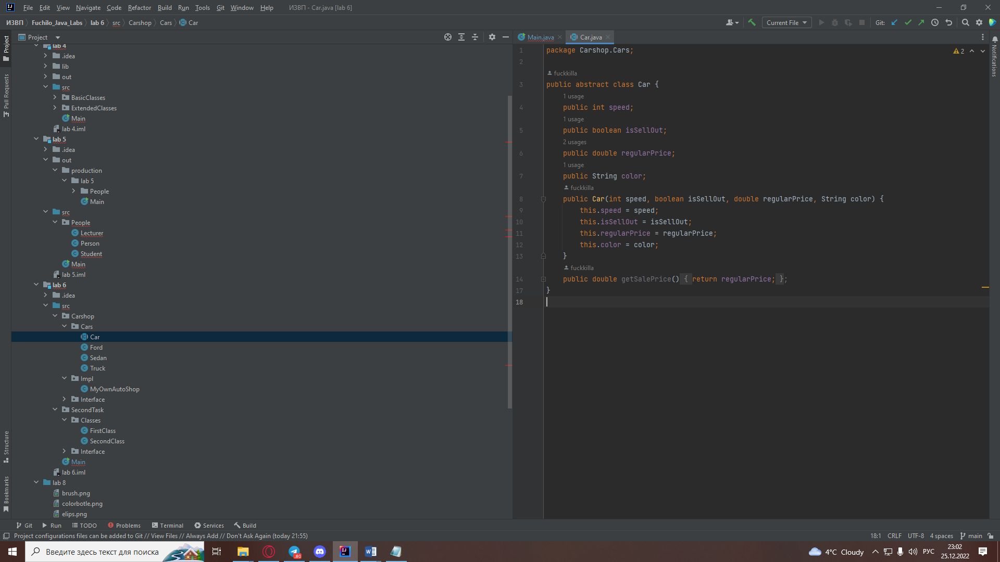 File Edit View Navigate Code Refactor Build Run Tools Git Window Help ИЗВП - Car.java [lab 6]
ИЗВП Fuchilo_Java_Labs lab 6 src Carshop Cars Car Current File Git:
Project
Main.java Car.java
lab 4
.idea
lib
out
src
BasicClasses
ExtendedClasses
Main
lab 4.iml
lab 5
.idea
out
production
lab 5
People
Main
src
People
Lecturer
Person
Student
Main
lab 5.iml
lab 6
.idea
src
Carshop
Cars
Car
Ford
Sedan
Truck
Impl
MyOwnAutoShop
Interface
SecondTask
Classes
FirstClass
SecondClass
Interface
Main
lab 6.iml
lab 8
brush.png
colorbotle.png
elips.png
Project
Pull Requests
Structure
Bookmarks
1 package Carshop.Cars;
2
fuckkilla
3 public abstract class Car {
1 usage
4 public int speed;
1 usage
5 public boolean isSellOut;
2 usages
6 public double regularPrice;
1 usage
7 public String color;
fuckkilla
8 public Car(int speed, boolean isSellOut, double regularPrice, String color) {
9 this.speed = speed;
10 this.isSellOut = isSellOut;
11 this.regularPrice = regularPrice;
12 this.color = color;
13 }
fuckkilla
14 public double getSalePrice() { return regularPrice; };
17 }
18
2
Notifications
Git Run TODO Problems Terminal Services Build
Project configurations files can be added to Git // View Files // Always Add // Don't Ask Again (today 21:55) 18:1 CRLF UTF-8 4 spaces main
Введите здесь текст для поиска .80 4°C Cloudy РУС 23:02
25.12.2022